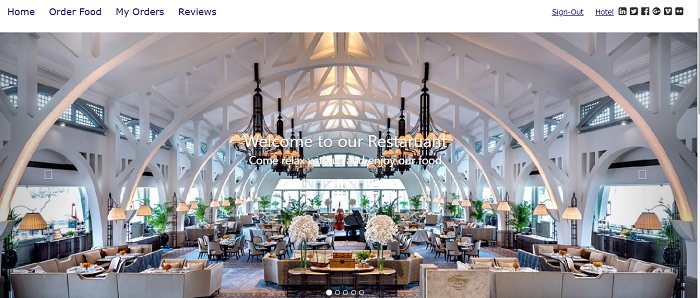 Home Order Food My Orders Reviews Sign-Out Hotel
Welcome to our Restaruant
Come relax with us and enjoy our food.